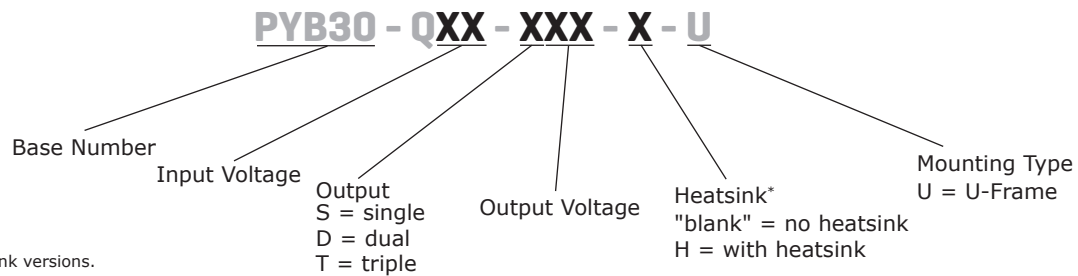 PYB30 - QXX - XXX - X - U
Base Number
Input Voltage
Output
S = single
D = dual
T = triple
Output Voltage
Heatsink*
"blank" = no heatsink
H = with heatsink
Mounting Type
U = U-Frame
versions.